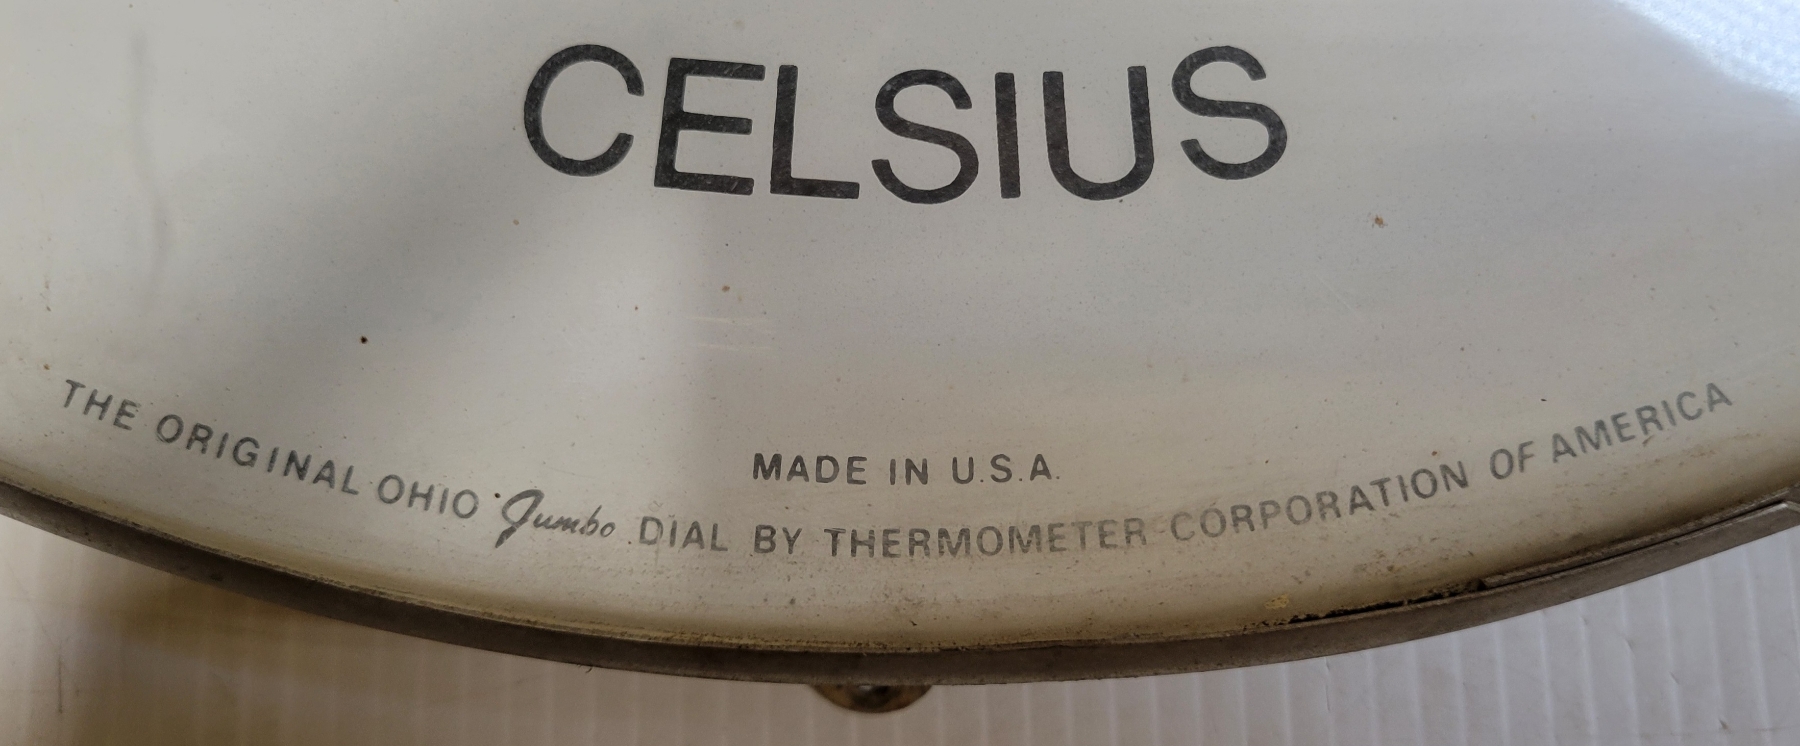 CELSIUS
MADE IN U.S.A.
THE ORIGINAL OHIO Jumbo DIAL BY THERMOMETER CORPORATION OF AMERICA